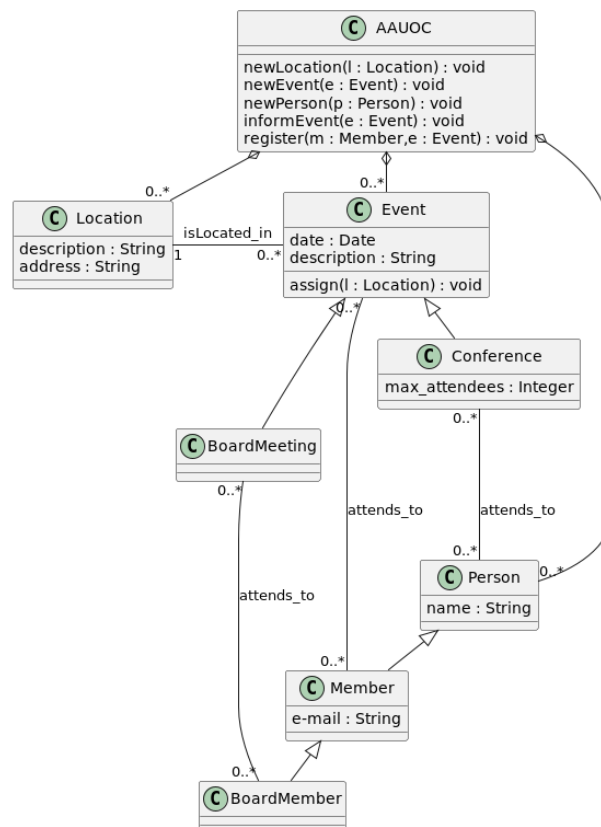 C AAUOC
newLocation(l : Location) : void
newEvent(e : Event) : void
newPerson(p : Person) : void
informEvent(e : Event) : void
register(m : Member,e : Event) : void
0..*
0..*
C Location
description : String
address : String
isLocated_in
1
0..*
C Event
date : Date
description : String
assign(l : Location) : void
0..*
C Conference
max_attendees : Integer
0..*
C BoardMeeting
0..*
attends_to
attends_to
0..*
0..*
C Person
name : String
attends_to
0..*
C Member
e-mail : String
0..*
C BoardMember